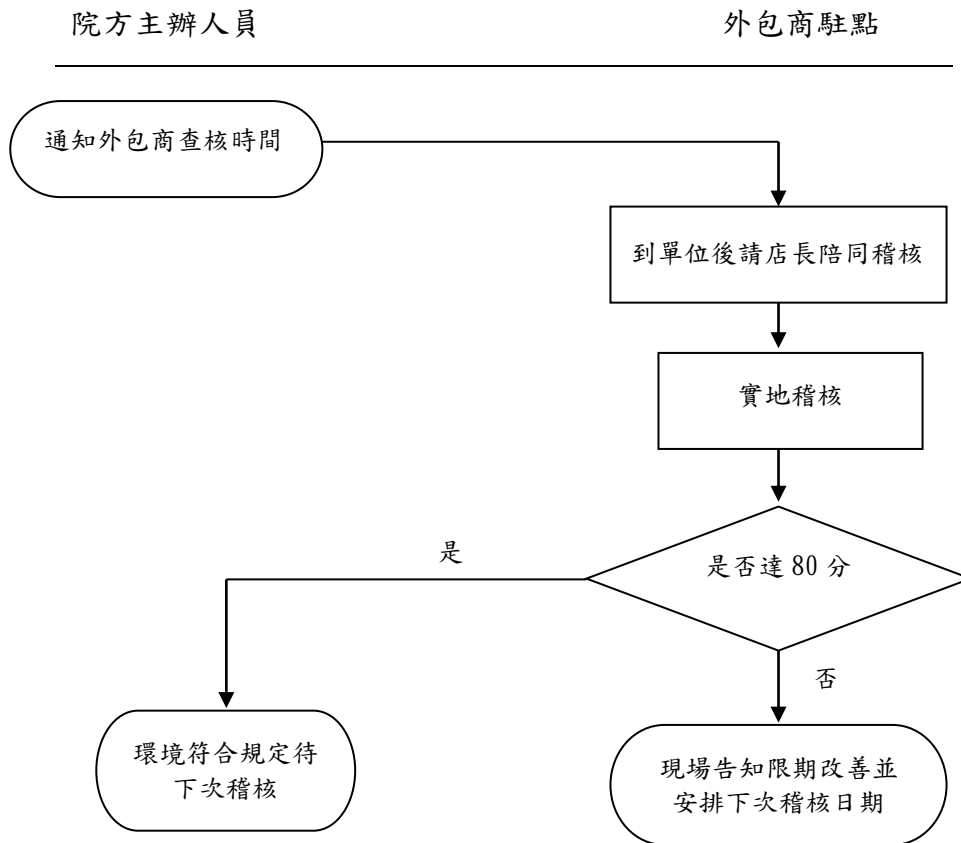 院方主辦人員
外包商駐點
通知外包商查核時間
到單位後請店長陪同稽核
實地稽核
是否達 80 分
是
否
環境符合規定待
下次稽核
現場告知限期改善並
安排下次稽核日期